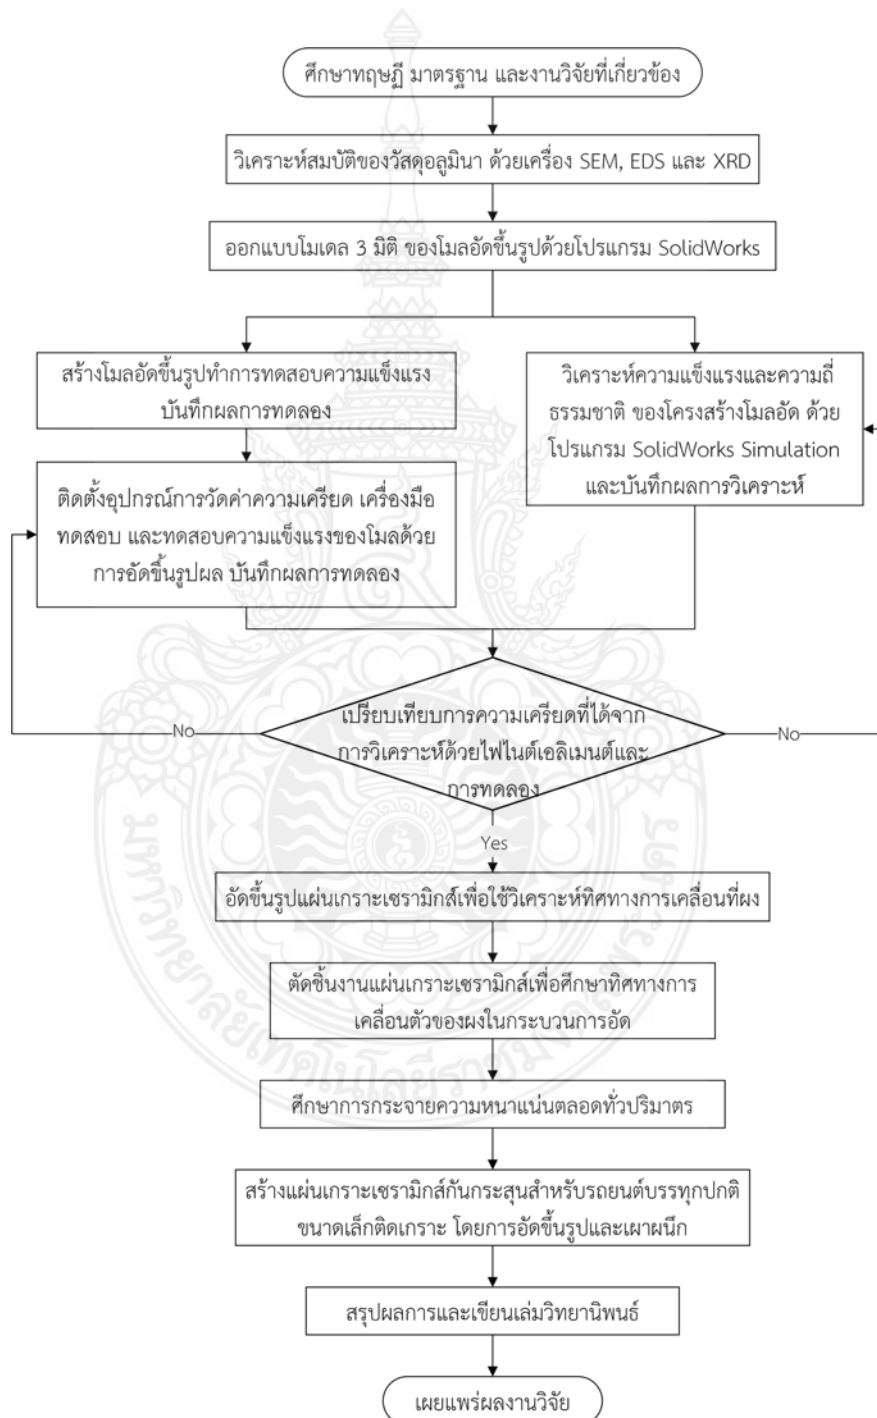 ศึกษาทฤษฏี มาตรฐาน และงานวิจัยที่เกี่ยวข้อง
วิเคราะห์สมบัติของวัสดุอลูมินา ด้วยเครื่อง SEM, EDS และ XRD
ออกแบบโมเดล 3 มิติ ของโมลอัดขึ้นรูปด้วยโปรแกรม SolidWorks
สร้างโมลอัดขึ้นรูปทำการทดสอบความแข็งแรง
บันทึกผลการทดลอง
วิเคราะห์ความแข็งแรงและความถี่
ธรรมชาติ ของโครงสร้างโมลอัด ด้วย
โปรแกรม SolidWorks Simulation
และบันทึกผลการวิเคราะห์
ติดตั้งอุปกรณ์การวัดค่าความเครียด เครื่องมือ
ทดสอบ และทดสอบความแข็งแรงของโมลด้วย
การอัดขึ้นรูปผล บันทึกผลการทดลอง
เปรียบเทียบการความเครียดที่ได้จาก
การวิเคราะห์ด้วยไฟไนต์เอลิเมนต์และ
การทดลอง
No
No
Yes
อัดขึ้นรูปแผ่นเกราะเซรามิกส์เพื่อใช้วิเคราะห์ทิศทางการเคลื่อนที่ผง
ตัดชิ้นงานแผ่นเกราะเซรามิกส์เพื่อศึกษาทิศทางการ
เคลื่อนตัวของผงในกระบวนการอัด
ศึกษาการกระจายความหนาแน่นตลอดทั่วปริมาตร
สร้างแผ่นเกราะเซรามิกส์กันกระสุนสำหรับรถยนต์บรรทุกปกติ
ขนาดเล็กติดเกราะ โดยการอัดขึ้นรูปและเผาผนึก
สรุปผลการและเขียนเล่มวิทยานิพนธ์
เผยแพร่ผลงานวิจัย
มหาวิทยาลัยเทคโนโลยีราชมงคลพระนคร